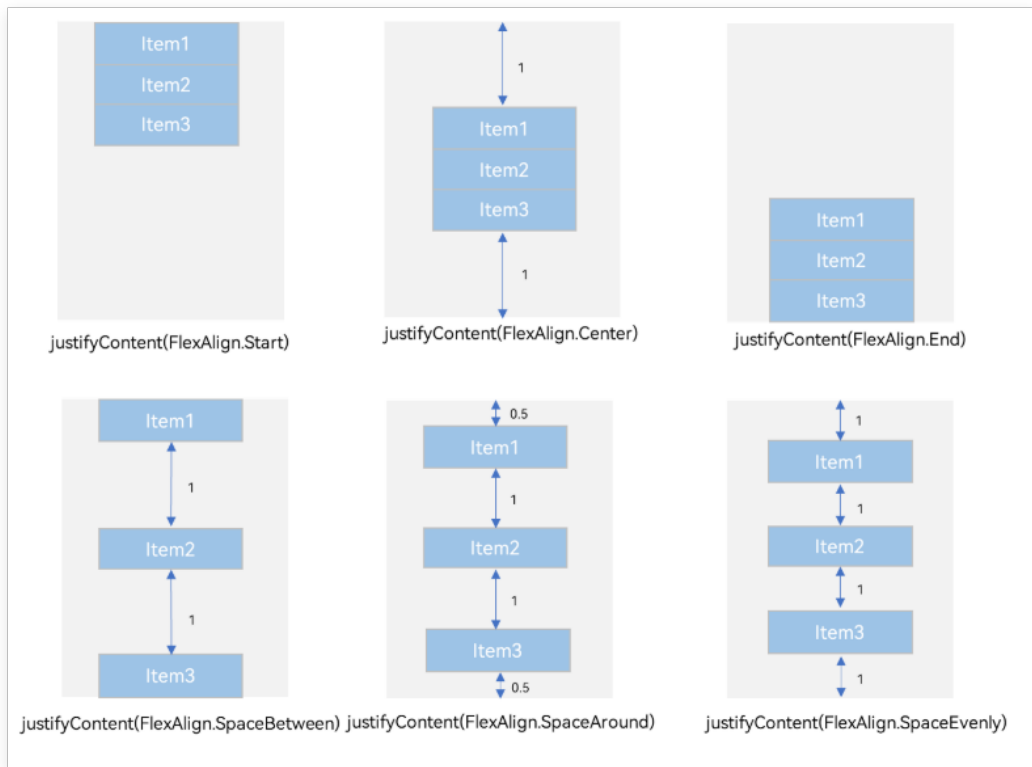 Item1
Item2
Item3
justifyContent(FlexAlign.Start)
1
Item1
Item2
Item3
1
justifyContent(FlexAlign.Center)
Item1
Item2
Item3
justifyContent(FlexAlign.End)
Item1
1
Item2
1
Item3
justifyContent(FlexAlign.SpaceBetween)
0.5
Item1
1
Item2
1
Item3
0.5
justifyContent(FlexAlign.SpaceAround)
1
Item1
1
Item2
1
Item3
1
justifyContent(FlexAlign.SpaceEvenly)